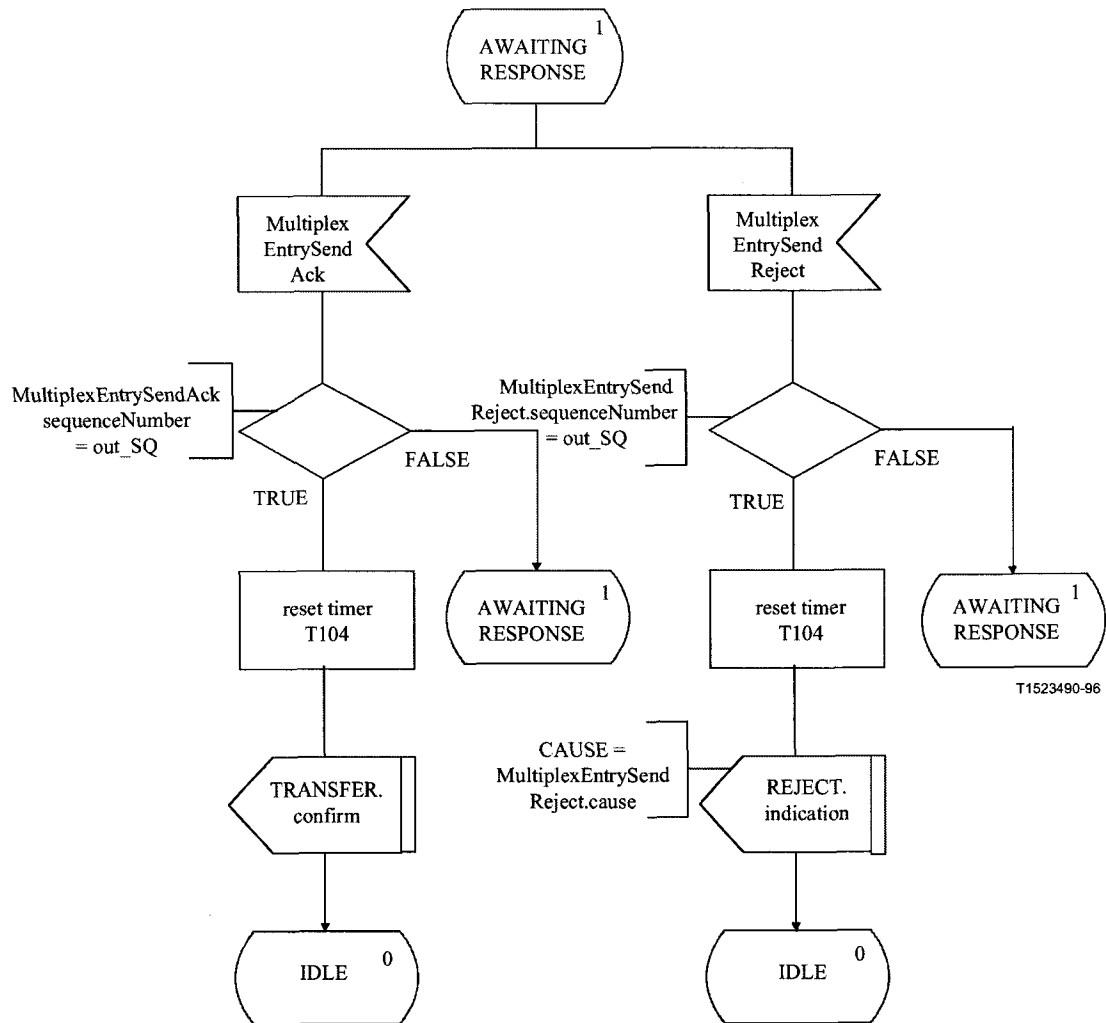 1
AWAITING
RESPONSE
Multiplex
EntrySend
Ack
Multiplex
EntrySend
Reject
MultiplexEntrySendAck
sequenceNumber
= out_SQ
FALSE
TRUE
MultiplexEntrySend
Reject.sequenceNumber
= out_SQ
FALSE
TRUE
reset timer
T104
1
AWAITING
RESPONSE
reset timer
T104
1
AWAITING
RESPONSE
T1523490-96
TRANSFER.
confirm
CAUSE =
MultiplexEntrySend
Reject.cause
REJECT.
indication
IDLE 0
IDLE 0